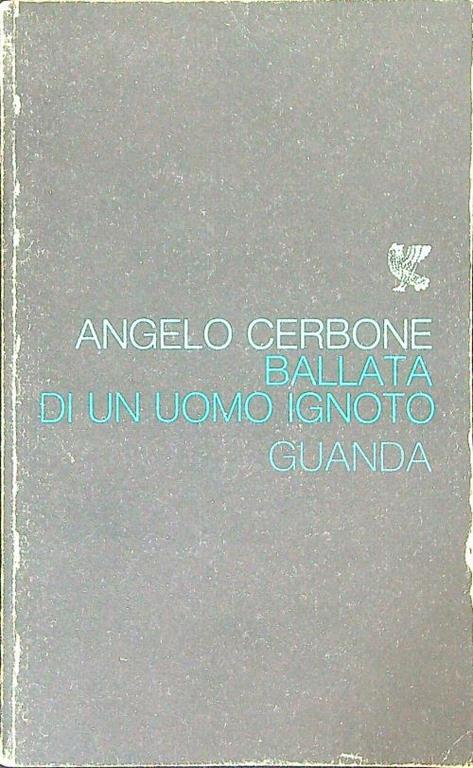 ANGELO CERBONE
BALLATA
DI UN UOMO IGNOTO
GUANDA